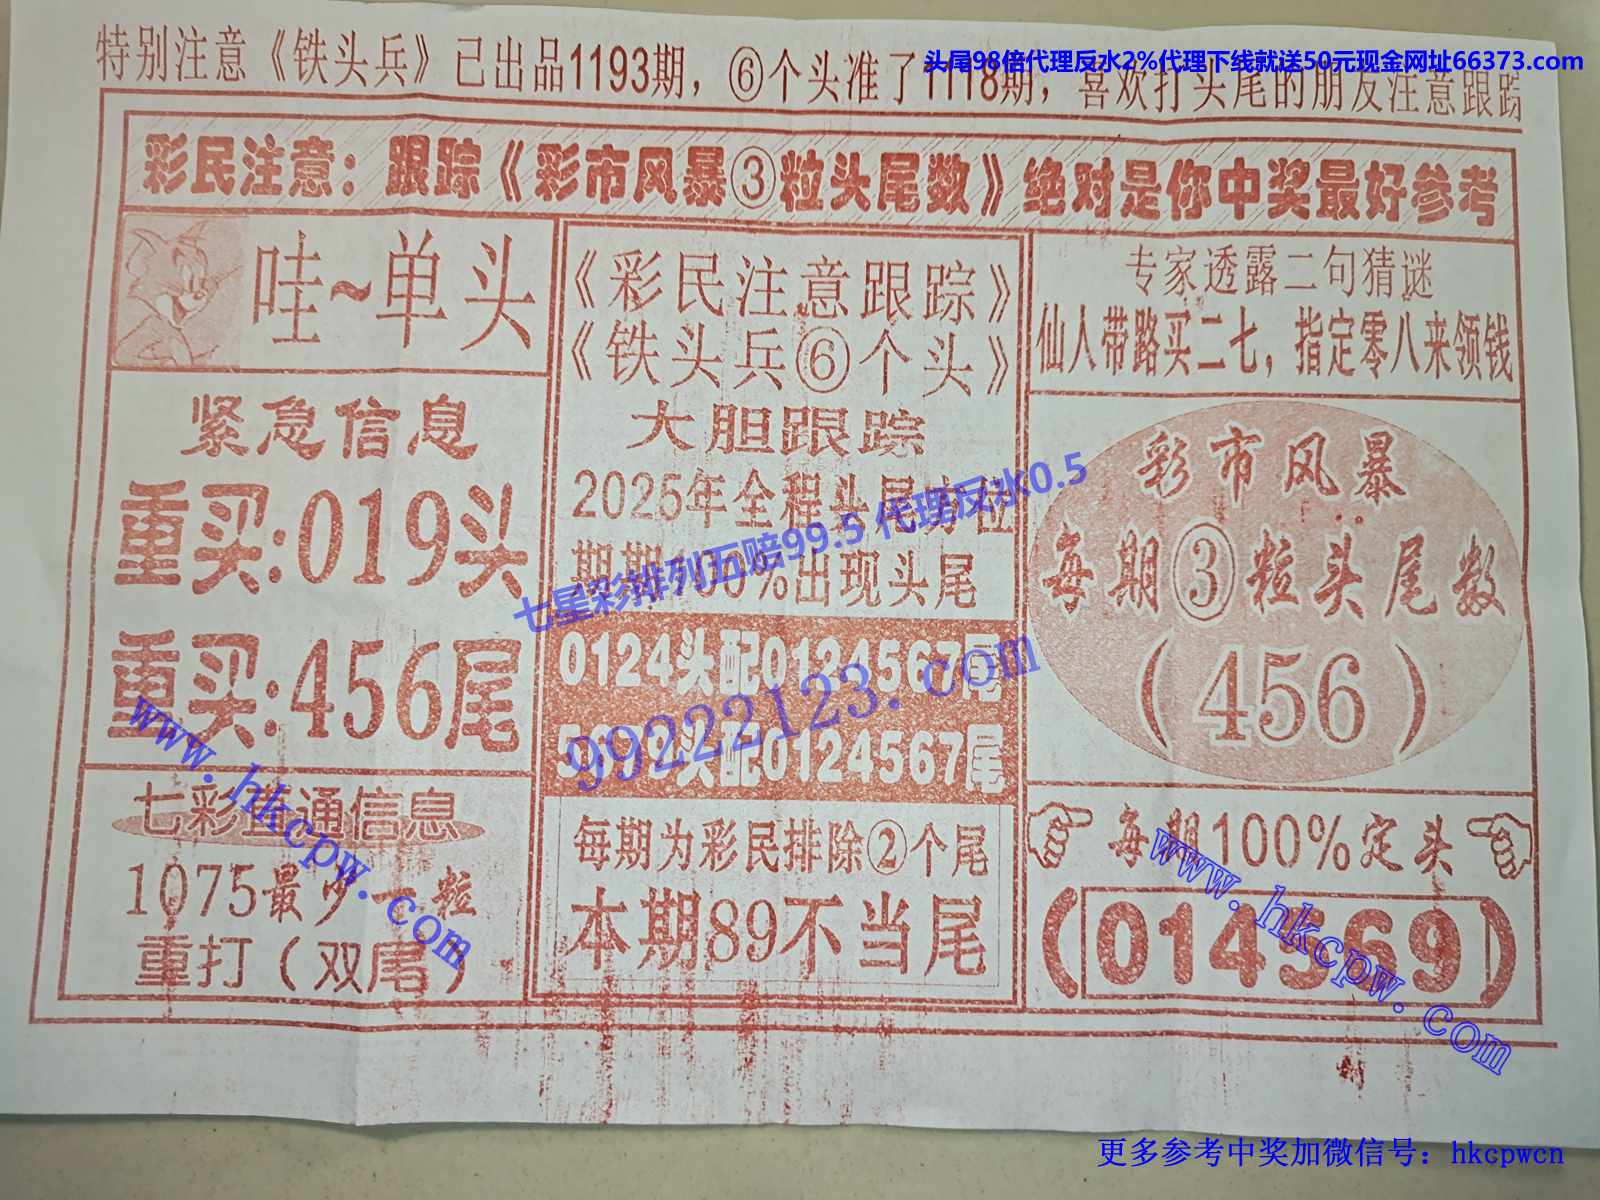 特别注意《铁头兵》已出品1193期，⑥个头准了1118期，喜欢打头尾的朋友注意跟踪
头尾98倍代理反水2%代理下线就送50元现金网址66373.com
彩民注意：跟踪《彩市风暴③粒头尾数》绝对是你中奖最好参考
哇~单头
紧急信息
重买:019头
重买:456尾
七彩直通信息
1075最少一粒
重打（双尾）
《彩民注意跟踪》
《铁头兵⑥个头》
大胆跟踪
2025年全程头尾方位
期期100%出现头尾
0124头配0124567尾
5679头配0124567尾
每期为彩民排除②个尾
本期89不当尾
专家透露二句猜谜
仙人带路买二七，指定零八来领钱
彩市风暴
每期③粒头尾数
（456）
每期100%定头
（014569）
七星彩排列五赔99.5 代理反水0.5
99222123.com
www.hkcpw.com
www.hkcpw.com
更多参考中奖加微信号：hkcpwcn